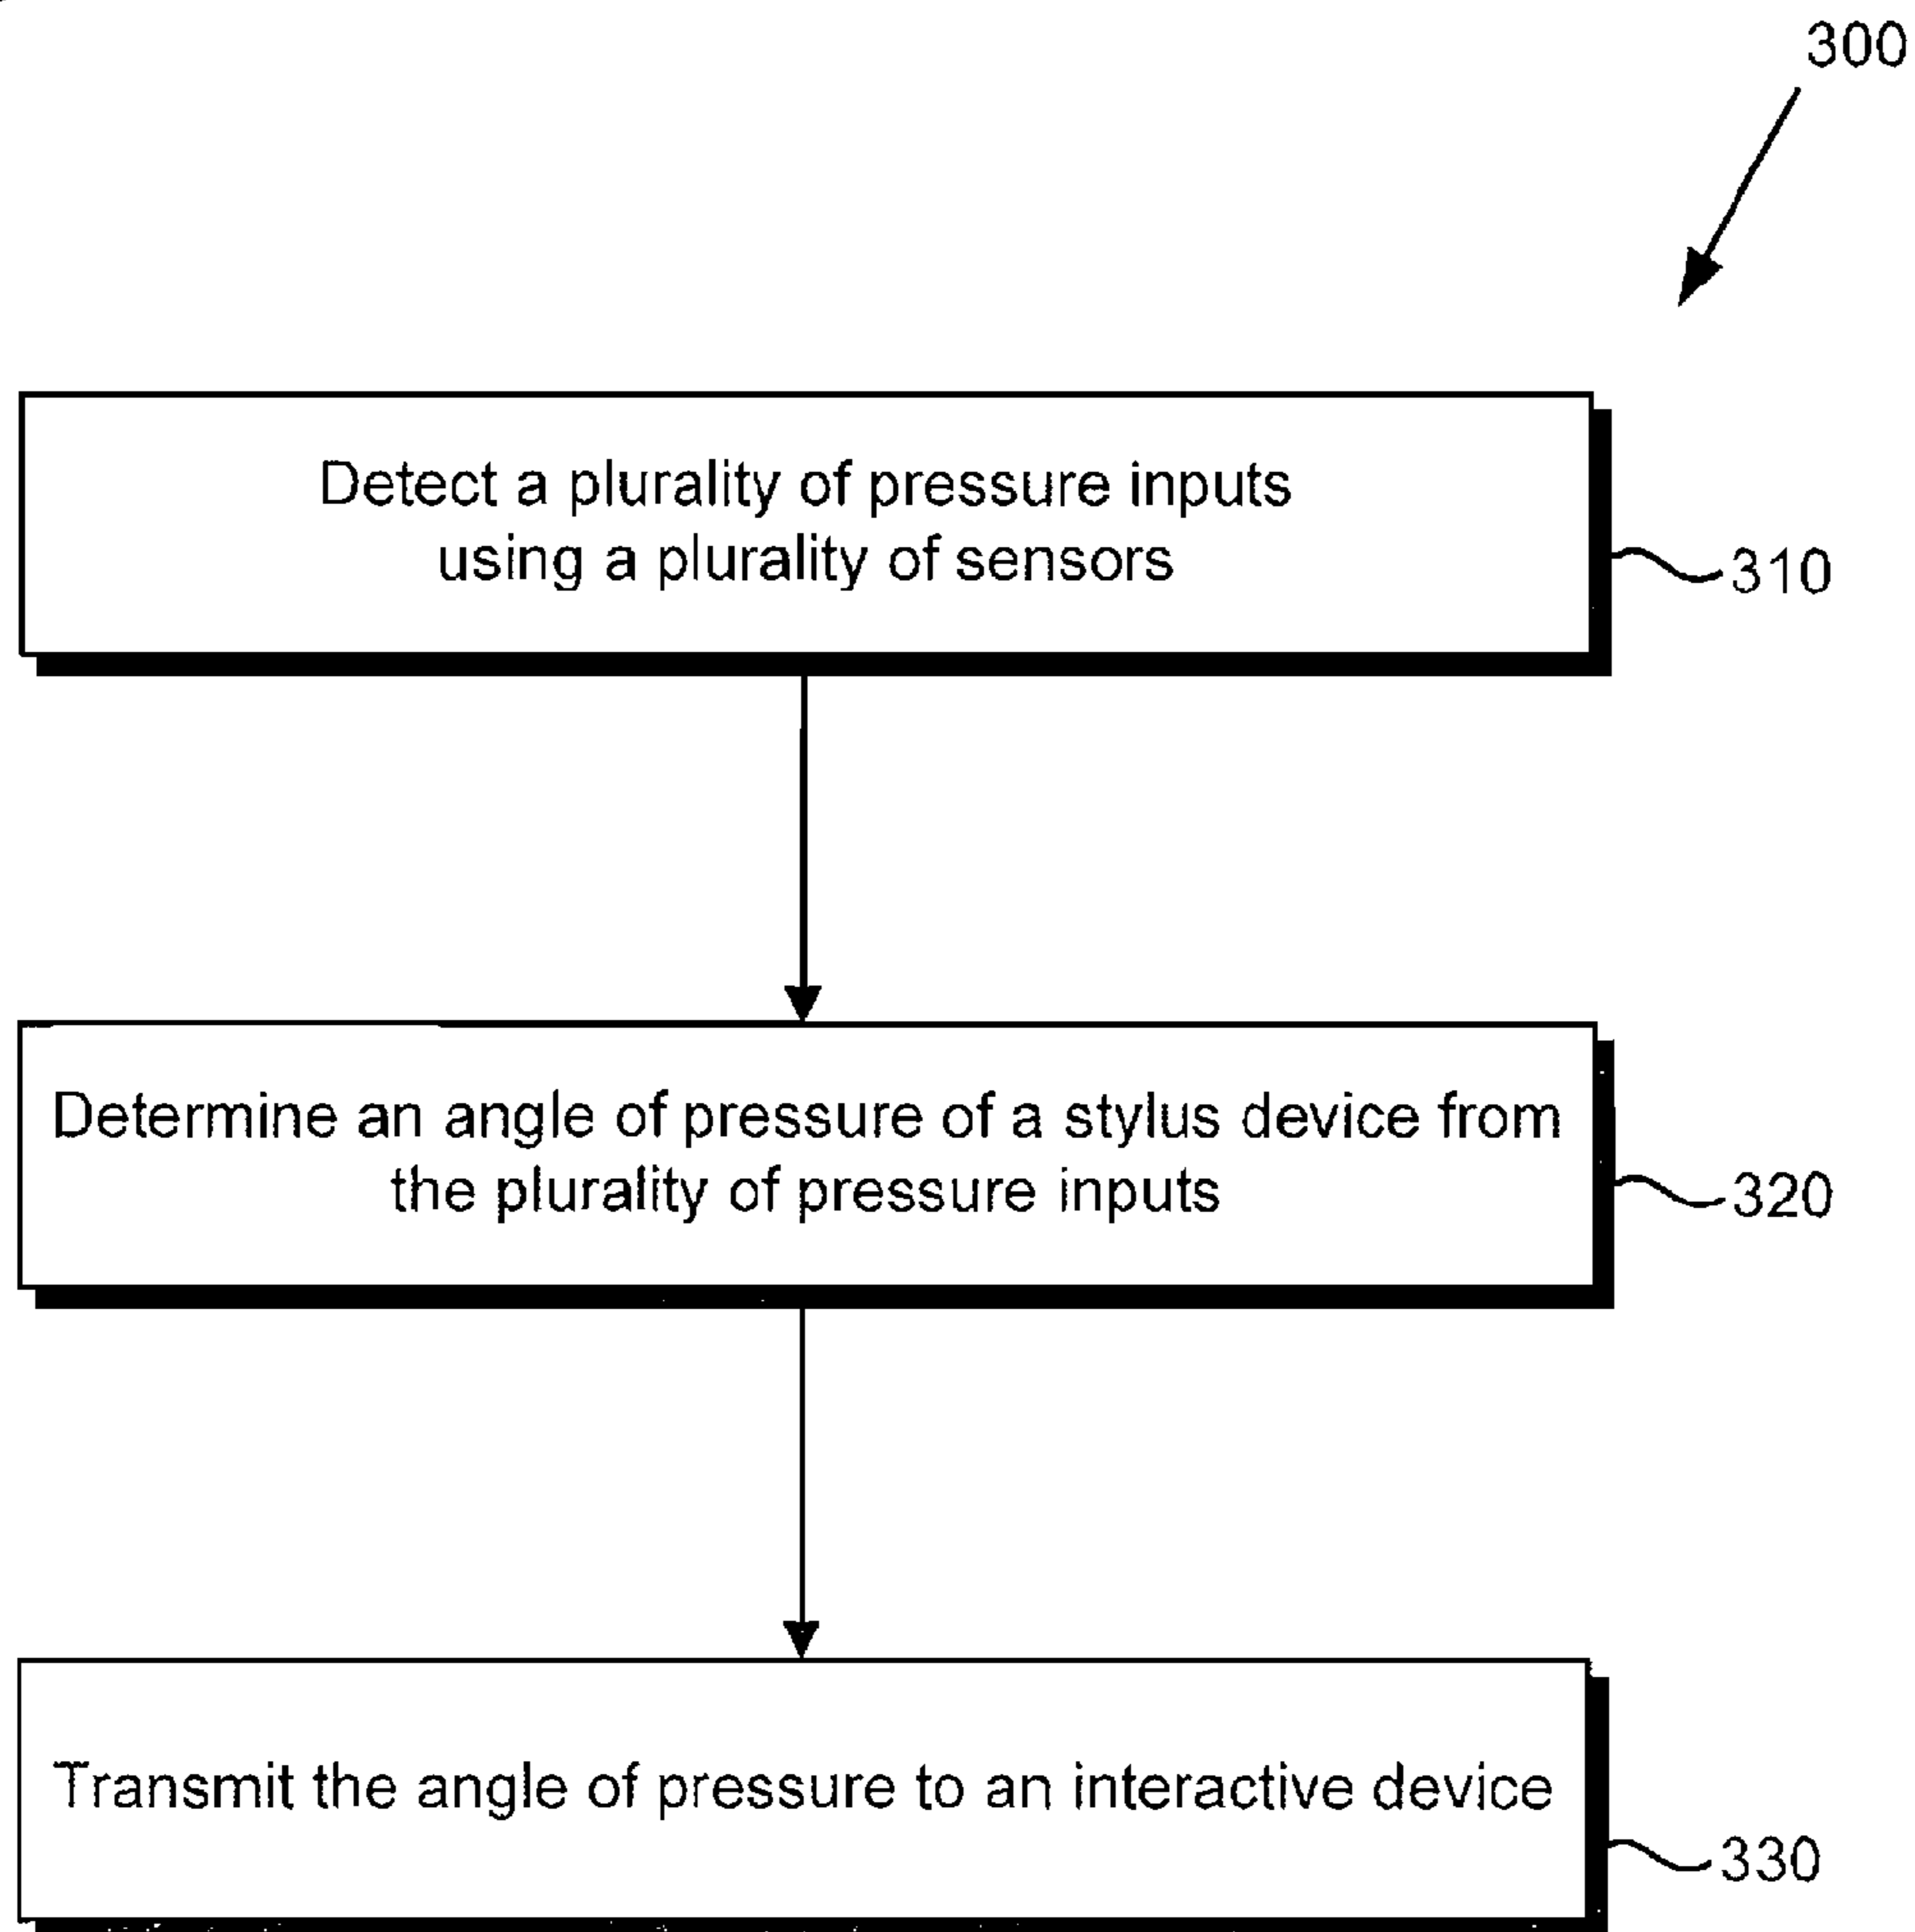 300
Detect a plurality of pressure inputs
using a plurality of sensors
310
Determine an angle of pressure of a stylus device from
the plurality of pressure inputs
320
Transmit the angle of pressure to an interactive device
330